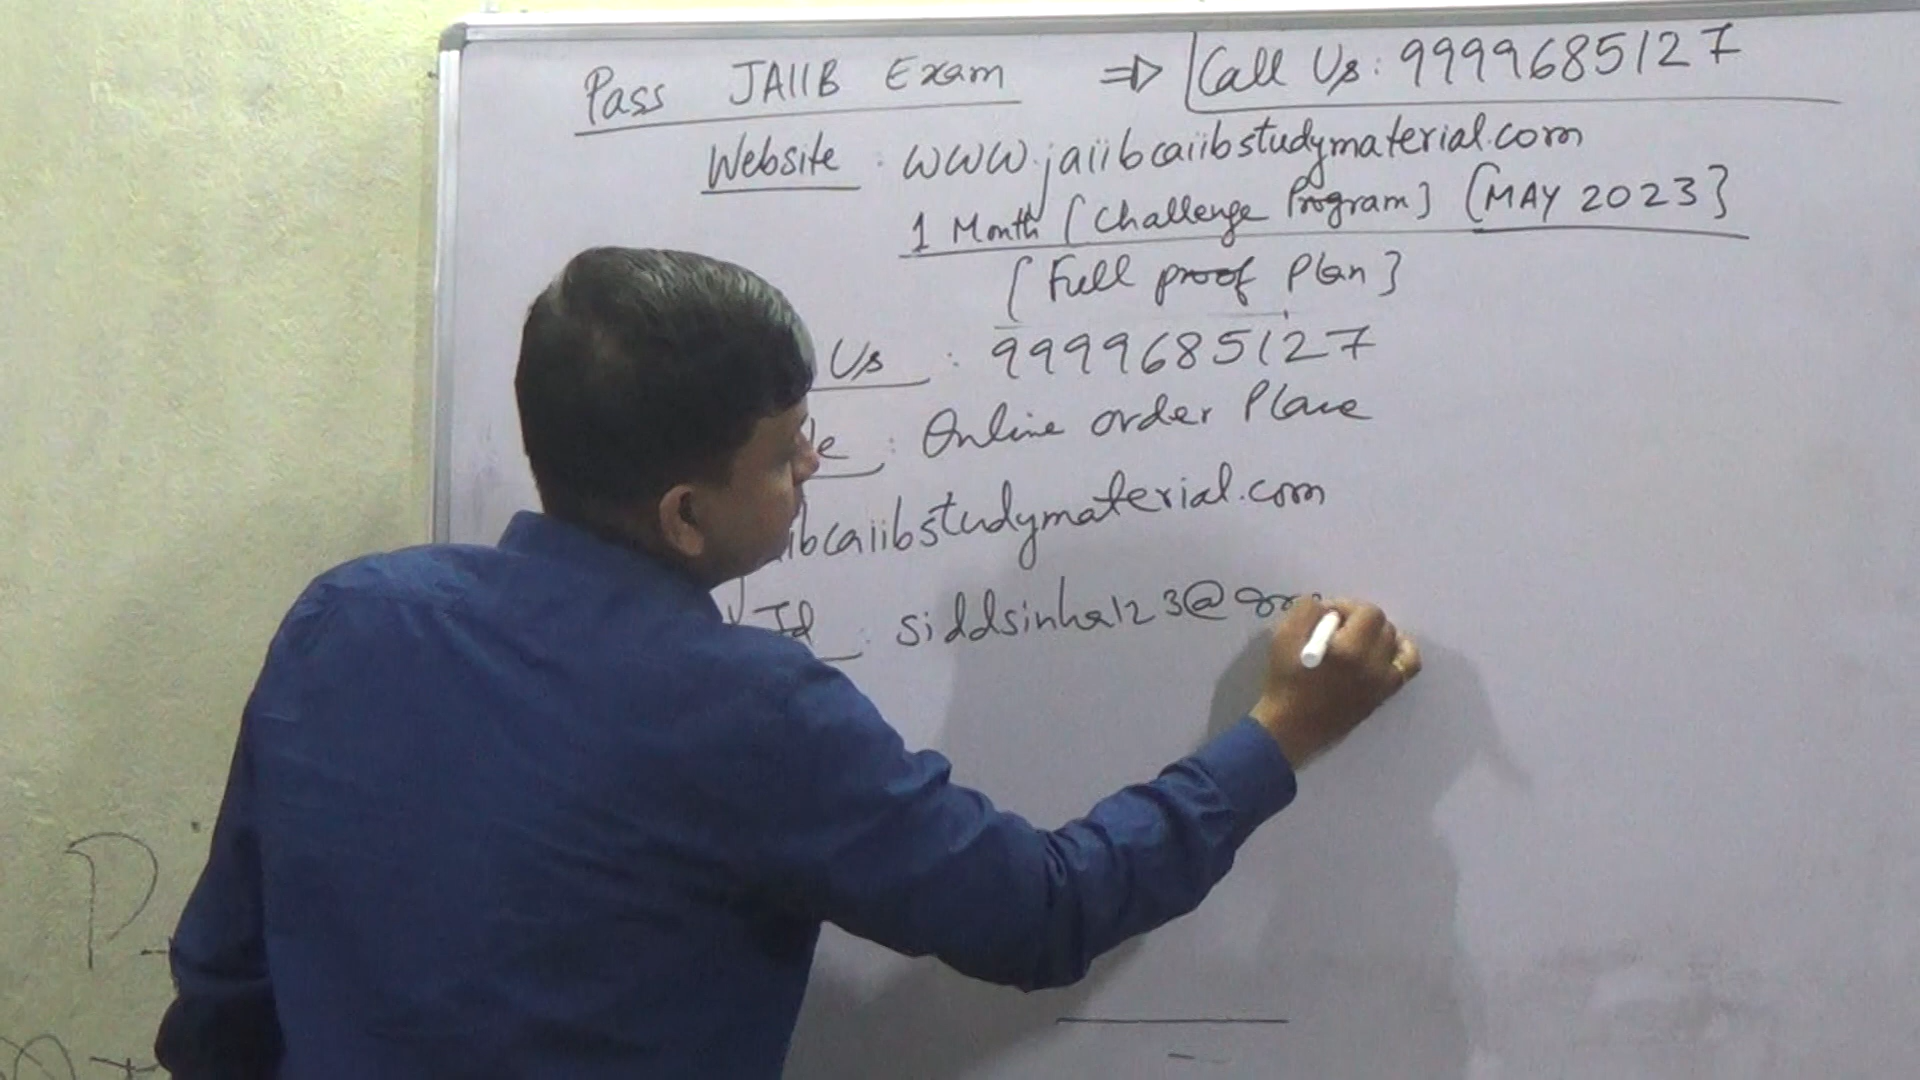 Pass JAIIB Exam ⇒ Call Us: 9999685127
Website : www.jaiibcaiibstudymaterial.com
1 Month [Challenge Program] [MAY 2023]
[Full proof Plan]
Us : 9999685127
: Online order Place
ibcaiibstudymaterial.com
Id : siddsinha123@
P